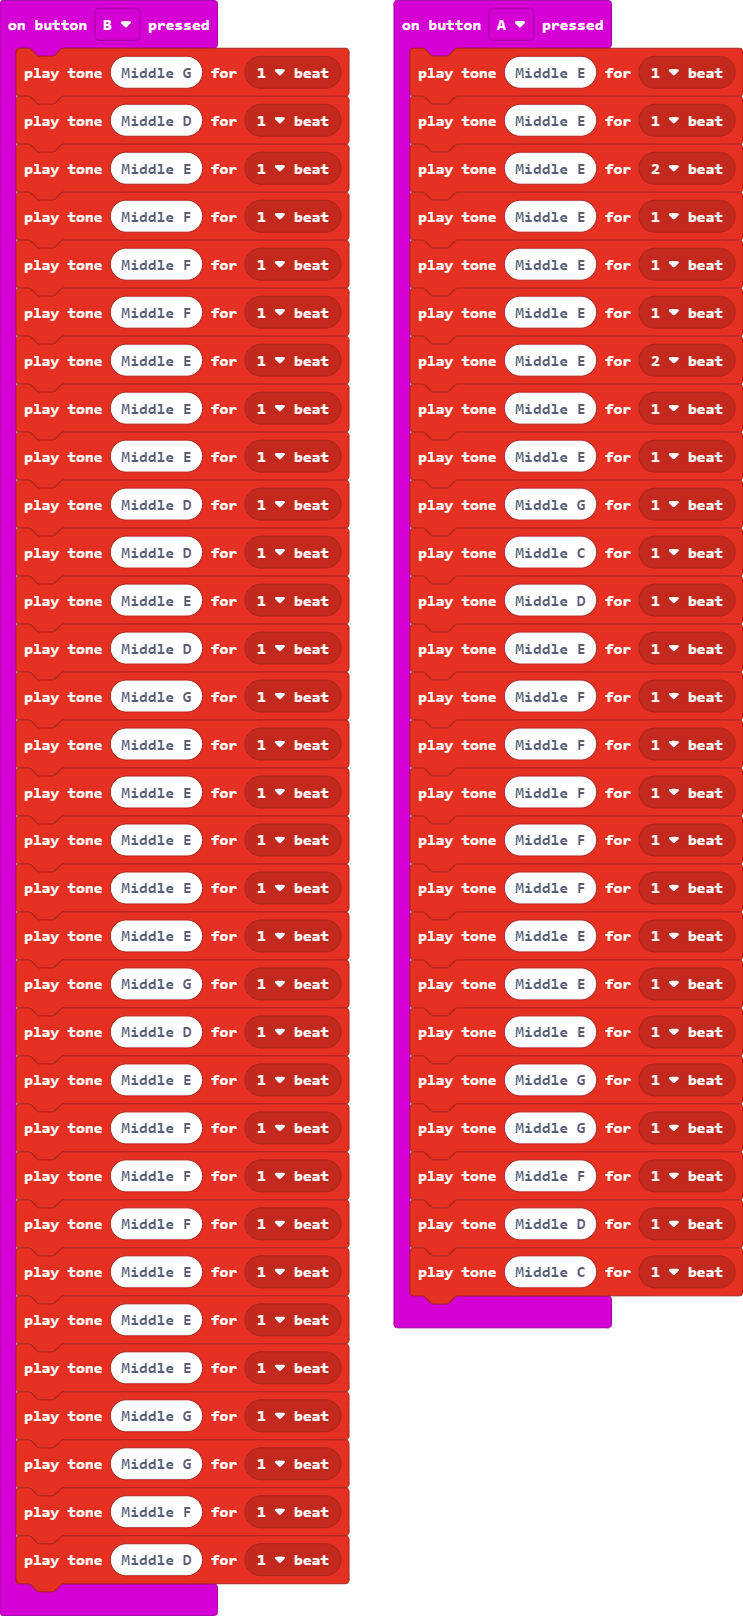 on button B pressed
play tone Middle G for 1 beat
play tone Middle D for 1 beat
play tone Middle E for 1 beat
play tone Middle F for 1 beat
play tone Middle F for 1 beat
play tone Middle F for 1 beat
play tone Middle E for 1 beat
play tone Middle E for 1 beat
play tone Middle E for 1 beat
play tone Middle D for 1 beat
play tone Middle D for 1 beat
play tone Middle E for 1 beat
play tone Middle D for 1 beat
play tone Middle G for 1 beat
play tone Middle E for 1 beat
play tone Middle E for 1 beat
play tone Middle E for 1 beat
play tone Middle E for 1 beat
play tone Middle E for 1 beat
play tone Middle G for 1 beat
play tone Middle D for 1 beat
play tone Middle E for 1 beat
play tone Middle F for 1 beat
play tone Middle F for 1 beat
play tone Middle F for 1 beat
play tone Middle E for 1 beat
play tone Middle E for 1 beat
play tone Middle E for 1 beat
play tone Middle G for 1 beat
play tone Middle G for 1 beat
play tone Middle F for 1 beat
play tone Middle D for 1 beat
on button A pressed
play tone Middle E for 1 beat
play tone Middle E for 1 beat
play tone Middle E for 2 beat
play tone Middle E for 1 beat
play tone Middle E for 1 beat
play tone Middle E for 1 beat
play tone Middle E for 2 beat
play tone Middle E for 1 beat
play tone Middle E for 1 beat
play tone Middle G for 1 beat
play tone Middle C for 1 beat
play tone Middle D for 1 beat
play tone Middle E for 1 beat
play tone Middle F for 1 beat
play tone Middle F for 1 beat
play tone Middle F for 1 beat
play tone Middle F for 1 beat
play tone Middle F for 1 beat
play tone Middle E for 1 beat
play tone Middle E for 1 beat
play tone Middle E for 1 beat
play tone Middle G for 1 beat
play tone Middle G for 1 beat
play tone Middle F for 1 beat
play tone Middle D for 1 beat
play tone Middle C for 1 beat